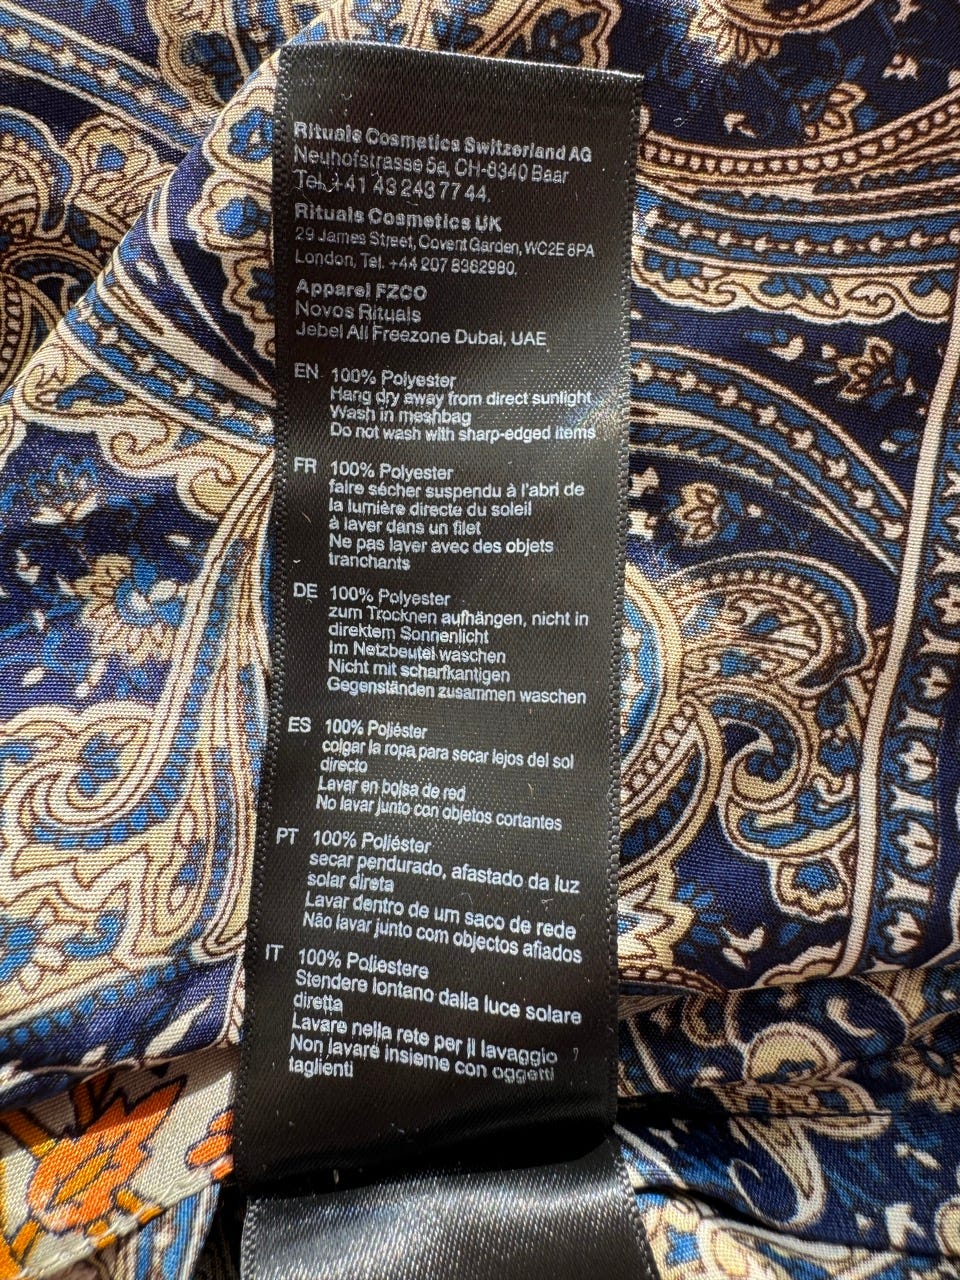 Rituals Cosmetics Switzerland AG
Neuhofstrasse 5a, CH-6340 Baar
Tel. +41 43 243 77 44.
Rituals Cosmetics UK
29 James Street, Covent Garden, WC2E 8PA
London, Tel. +44 207 8362980.
Apparel FZCO
Novos Rituals
Jebel Ali Freezone Dubai, UAE
EN 100% Polyester
Hang dry away from direct sunlight
Wash in meshbag
Do not wash with sharp-edged items
FR 100% Polyester
faire sécher suspendu à l'abri de
la lumière directe du soleil
à laver dans un filet
Ne pas laver avec des objets
tranchants
DE 100% Polyester
zum Trocknen aufhängen, nicht in
direktem Sonnenlicht
Im Netzbeutel waschen
Nicht mit scharfkantigen
Gegenständen zusammen waschen
ES 100% Poliéster
colgar la ropa para secar lejos del sol
directo
Lavar en bolsa de red
No lavar junto con objetos cortantes
PT 100% Poliéster
secar pendurado, afastado da luz
solar direta
Lavar dentro de um saco de rede
Não lavar junto com objectos afiados
IT 100% Poliestere
Stendere lontano dalla luce solare
diretta
Lavare nella rete per il lavaggio
Non lavare insieme con oggetti
taglienti